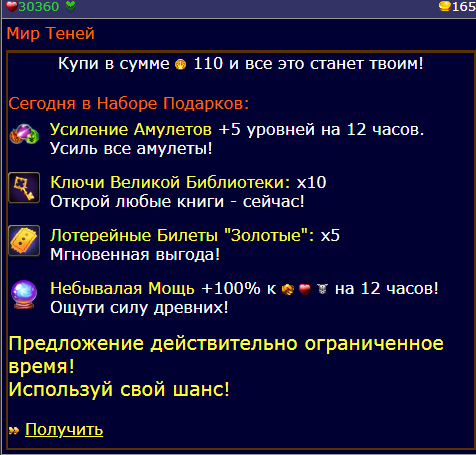 30360 165
Мир Теней
Купи в сумме 110 и все это станет твоим!
Сегодня в Наборе Подарков:
Усиление Амулетов +5 уровней на 12 часов.
Усиль все амулеты!
Ключи Великой Библиотеки: x10
Открой любые книги - сейчас!
Лотерейные Билеты "Золотые": x5
Мгновенная выгода!
Небывалая Мощь +100% к на 12 часов!
Ощути силу древних!
Предложение действительно ограниченное
время!
Используй свой шанс!
Получить